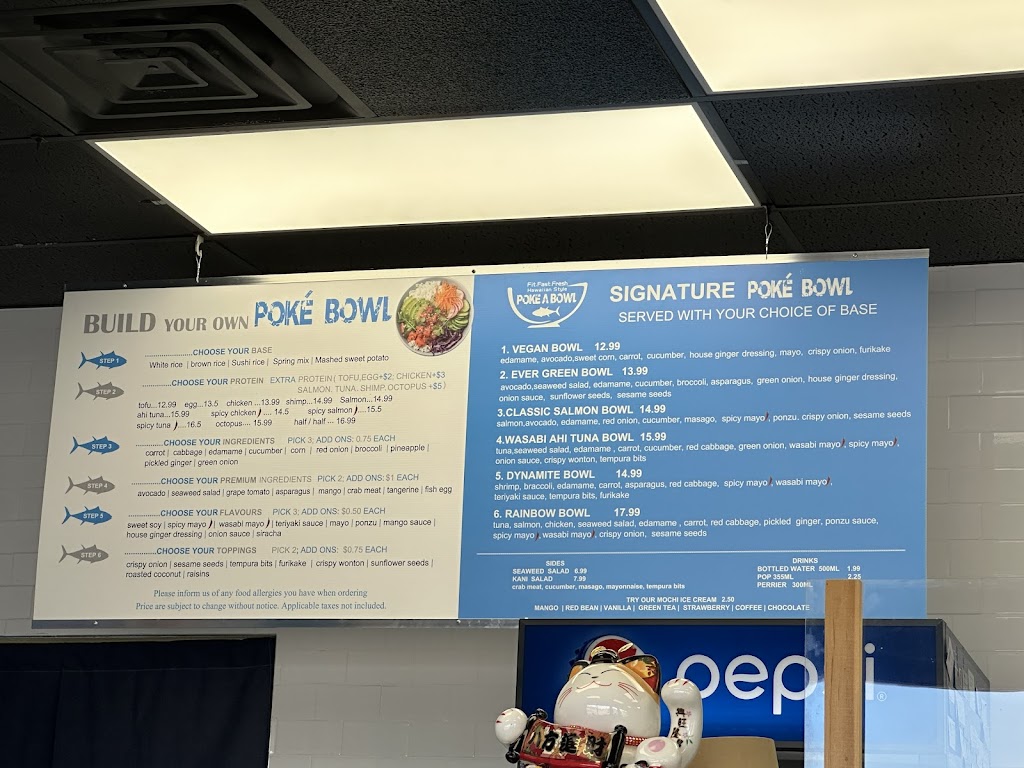 BUILD YOUR OWN POKÉ BOWL
STEP 1
........................CHOOSE YOUR BASE
White rice | brown rice | Sushi rice | Spring mix | Mashed sweet potato
STEP 2
...............CHOOSE YOUR PROTEIN EXTRA PROTEIN ( TOFU,EGG+$2; CHICKEN+$3
SALMON, TUNA, SHIMP,OCTOPUS +$5 )
tofu...12.99 egg...13.5 chicken ...13.99 shimp...14.99 Salmon...14.99
ahi tuna...15.99 spicy chicken .... 14.5 spicy salmon ....15.5
spicy tuna ....16.5 octopus..... 15.99 half / half ... 16.99
STEP 3
...............CHOOSE YOUR INGREDIENTS PICK 3; ADD ONS: 0.75 EACH
carrot | cabbage | edamame | cucumber | corn | red onion | broccoli | pineapple |
pickled ginger | green onion
STEP 4
...............CHOOSE YOUR PREMIUM INGREDIENTS PICK 2; ADD ONS:$1 EACH
avocado | seaweed salad | grape tomato | asparagus | mango | crab meat | tangerine | fish egg
STEP 5
...............CHOOSE YOUR FLAVOURS PICK 3; ADD ONS: $0.50 EACH
sweet soy | spicy mayo | wasabi mayo | teriyaki sauce | mayo | ponzu | mango sauce |
house ginger dressing | onion sauce | siracha
STEP 6
...............CHOOSE YOUR TOPPINGS PICK 2; ADD ONS: $0.75 EACH
crispy onion | sesame seeds | tempura bits | furikake | crispy wonton | sunflower seeds |
roasted coconut | raisins
Please inform us of any food allergies you have when ordering
Price are subject to change without notice. Applicable taxes not included.
Fit.Fast.Fresh
Hawaiian Style
POKE A BOWL
SIGNATURE POKÉ BOWL
SERVED WITH YOUR CHOICE OF BASE
1. VEGAN BOWL 12.99
edamame, avocado,sweet corn, carrot, cucumber, house ginger dressing, mayo, crispy onion, furikake
2. EVER GREEN BOWL 13.99
avocado,seaweed salad, edamame, cucumber, broccoli, asparagus, green onion, house ginger dressing,
onion sauce, sunflower seeds, sesame seeds
3.CLASSIC SALMON BOWL 14.99
salmon,avocado, edamame, red onion, cucumber, masago, spicy mayo, ponzu. crispy onion, sesame seeds
4.WASABI AHI TUNA BOWL 15.99
tuna,seaweed salad, edamame , carrot, cucumber, red cabbage, green onion, wasabi mayo, spicy mayo,
onion sauce, crispy wonton, tempura bits
5. DYNAMITE BOWL 14.99
shrimp, braccoli, edamame, carrot, asparagus, red cabbage, spicy mayo, wasabi mayo,
teriyaki sauce, tempura bits, furikake
6. RAINBOW BOWL 17.99
tuna, salmon, chicken, seaweed salad, edamame , carrot, red cabbage, pickled ginger, ponzu sauce,
spicy mayo, wasabi mayo, crispy onion, sesame seeds
SIDES
SEAWEED SALAD 6.99
KANI SALAD 7.99
crab meat, cucumber, masago, mayonnaise, tempura bits
DRINKS
BOTTLED WATER 500ML 1.99
POP 355ML 2.25
PERRIER 300ML
TRY OUR MOCHI ICE CREAM 2.50
MANGO | RED BEAN | VANILLA | GREEN TEA | STRAWBERRY | COFFEE | CHOCOLATE
pepsi